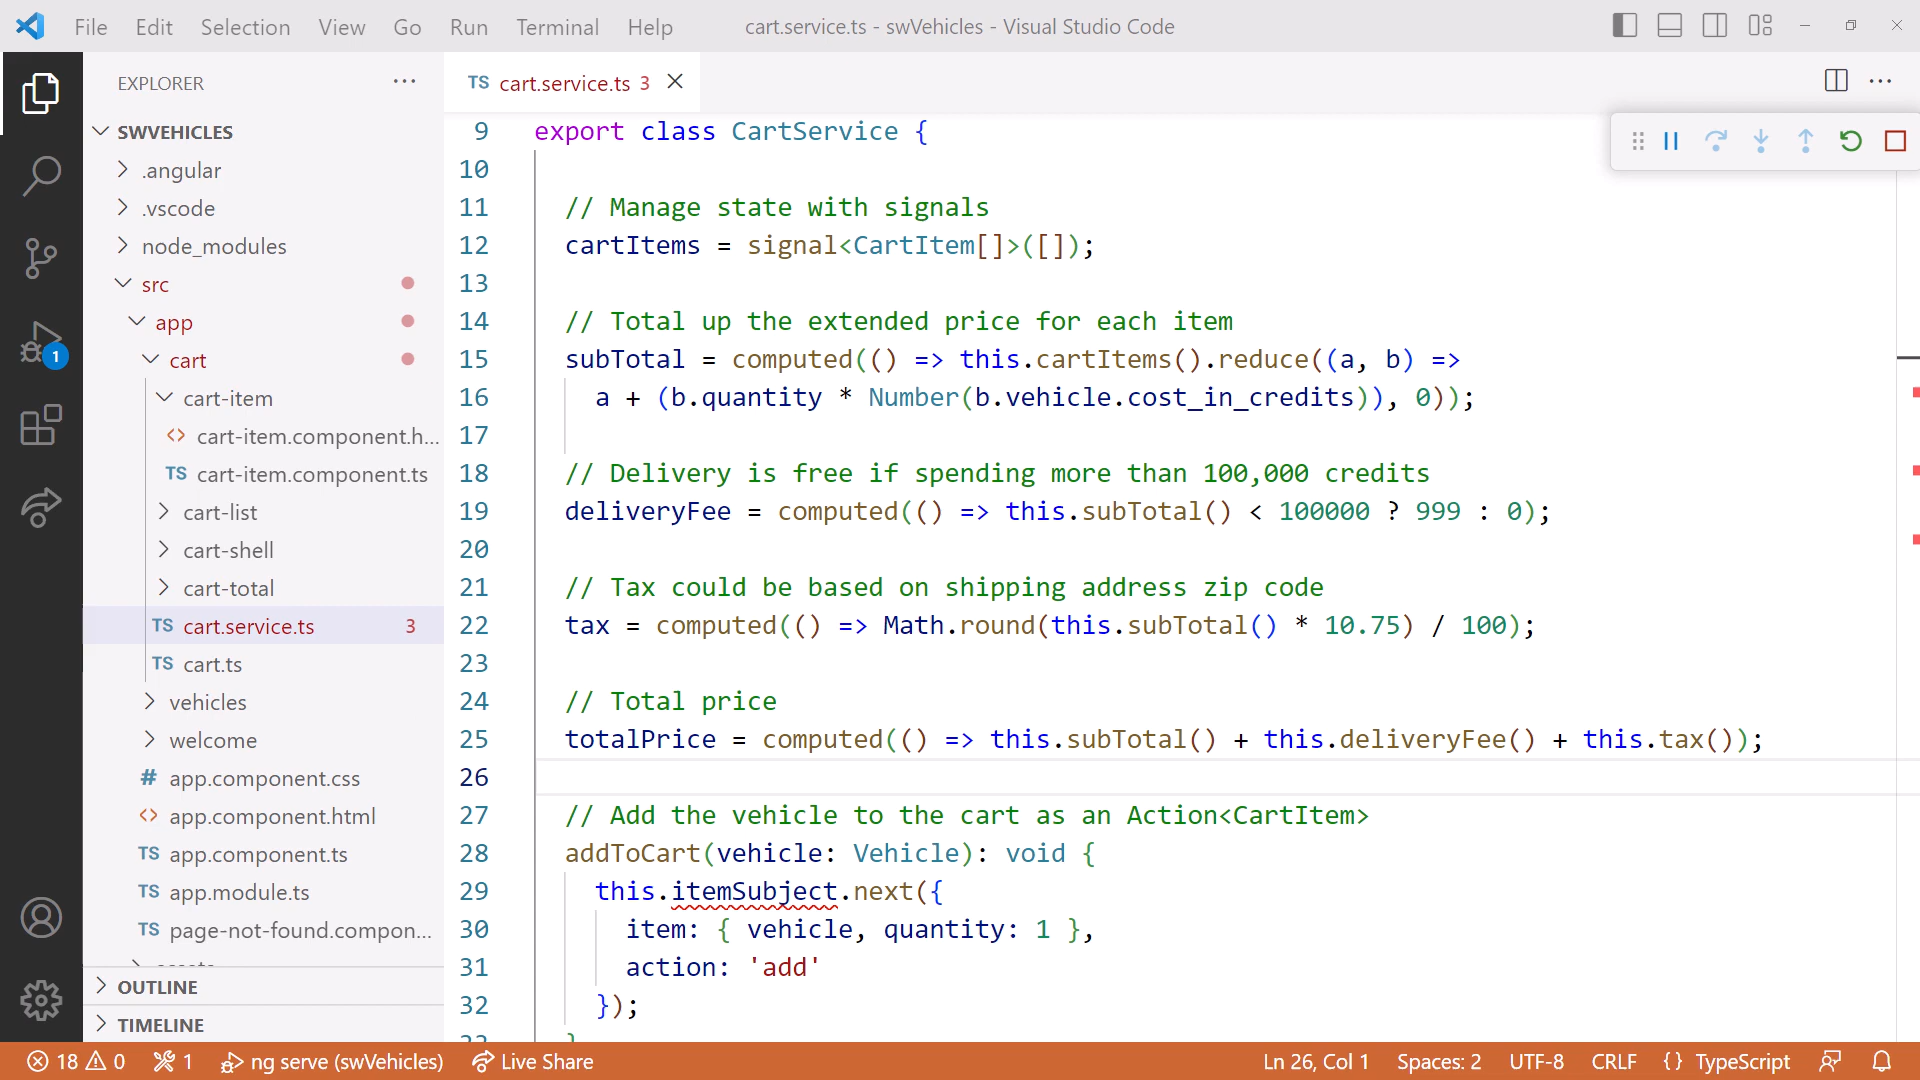 File Edit Selection View Go Run Terminal Help cart.service.ts - swVehicles - Visual Studio Code
EXPLORER
SWVEHICLES
.angular
.vscode
node_modules
src
app
cart
cart-item
<> cart-item.component.h...
TS cart-item.component.ts
cart-list
cart-shell
cart-total
TS cart.service.ts 3
TS cart.ts
vehicles
welcome
# app.component.css
<> app.component.html
TS app.component.ts
TS app.module.ts
TS page-not-found.compon...
OUTLINE
TIMELINE
1
TS cart.service.ts 3
9 export class CartService {
10
11 // Manage state with signals
12 cartItems = signal<CartItem[]>([]);
13
14 // Total up the extended price for each item
15 subTotal = computed(() => this.cartItems().reduce((a, b) =>
16 a + (b.quantity * Number(b.vehicle.cost_in_credits)), 0));
17
18 // Delivery is free if spending more than 100,000 credits
19 deliveryFee = computed(() => this.subTotal() < 100000 ? 999 : 0);
20
21 // Tax could be based on shipping address zip code
22 tax = computed(() => Math.round(this.subTotal() * 10.75) / 100);
23
24 // Total price
25 totalPrice = computed(() => this.subTotal() + this.deliveryFee() + this.tax());
26
27 // Add the vehicle to the cart as an Action<CartItem>
28 addToCart(vehicle: Vehicle): void {
29 this.itemSubject.next({
30 item: { vehicle, quantity: 1 },
31 action: 'add'
32 });
18 0 1 ng serve (swVehicles) Live Share Ln 26, Col 1 Spaces: 2 UTF-8 CRLF {} TypeScript